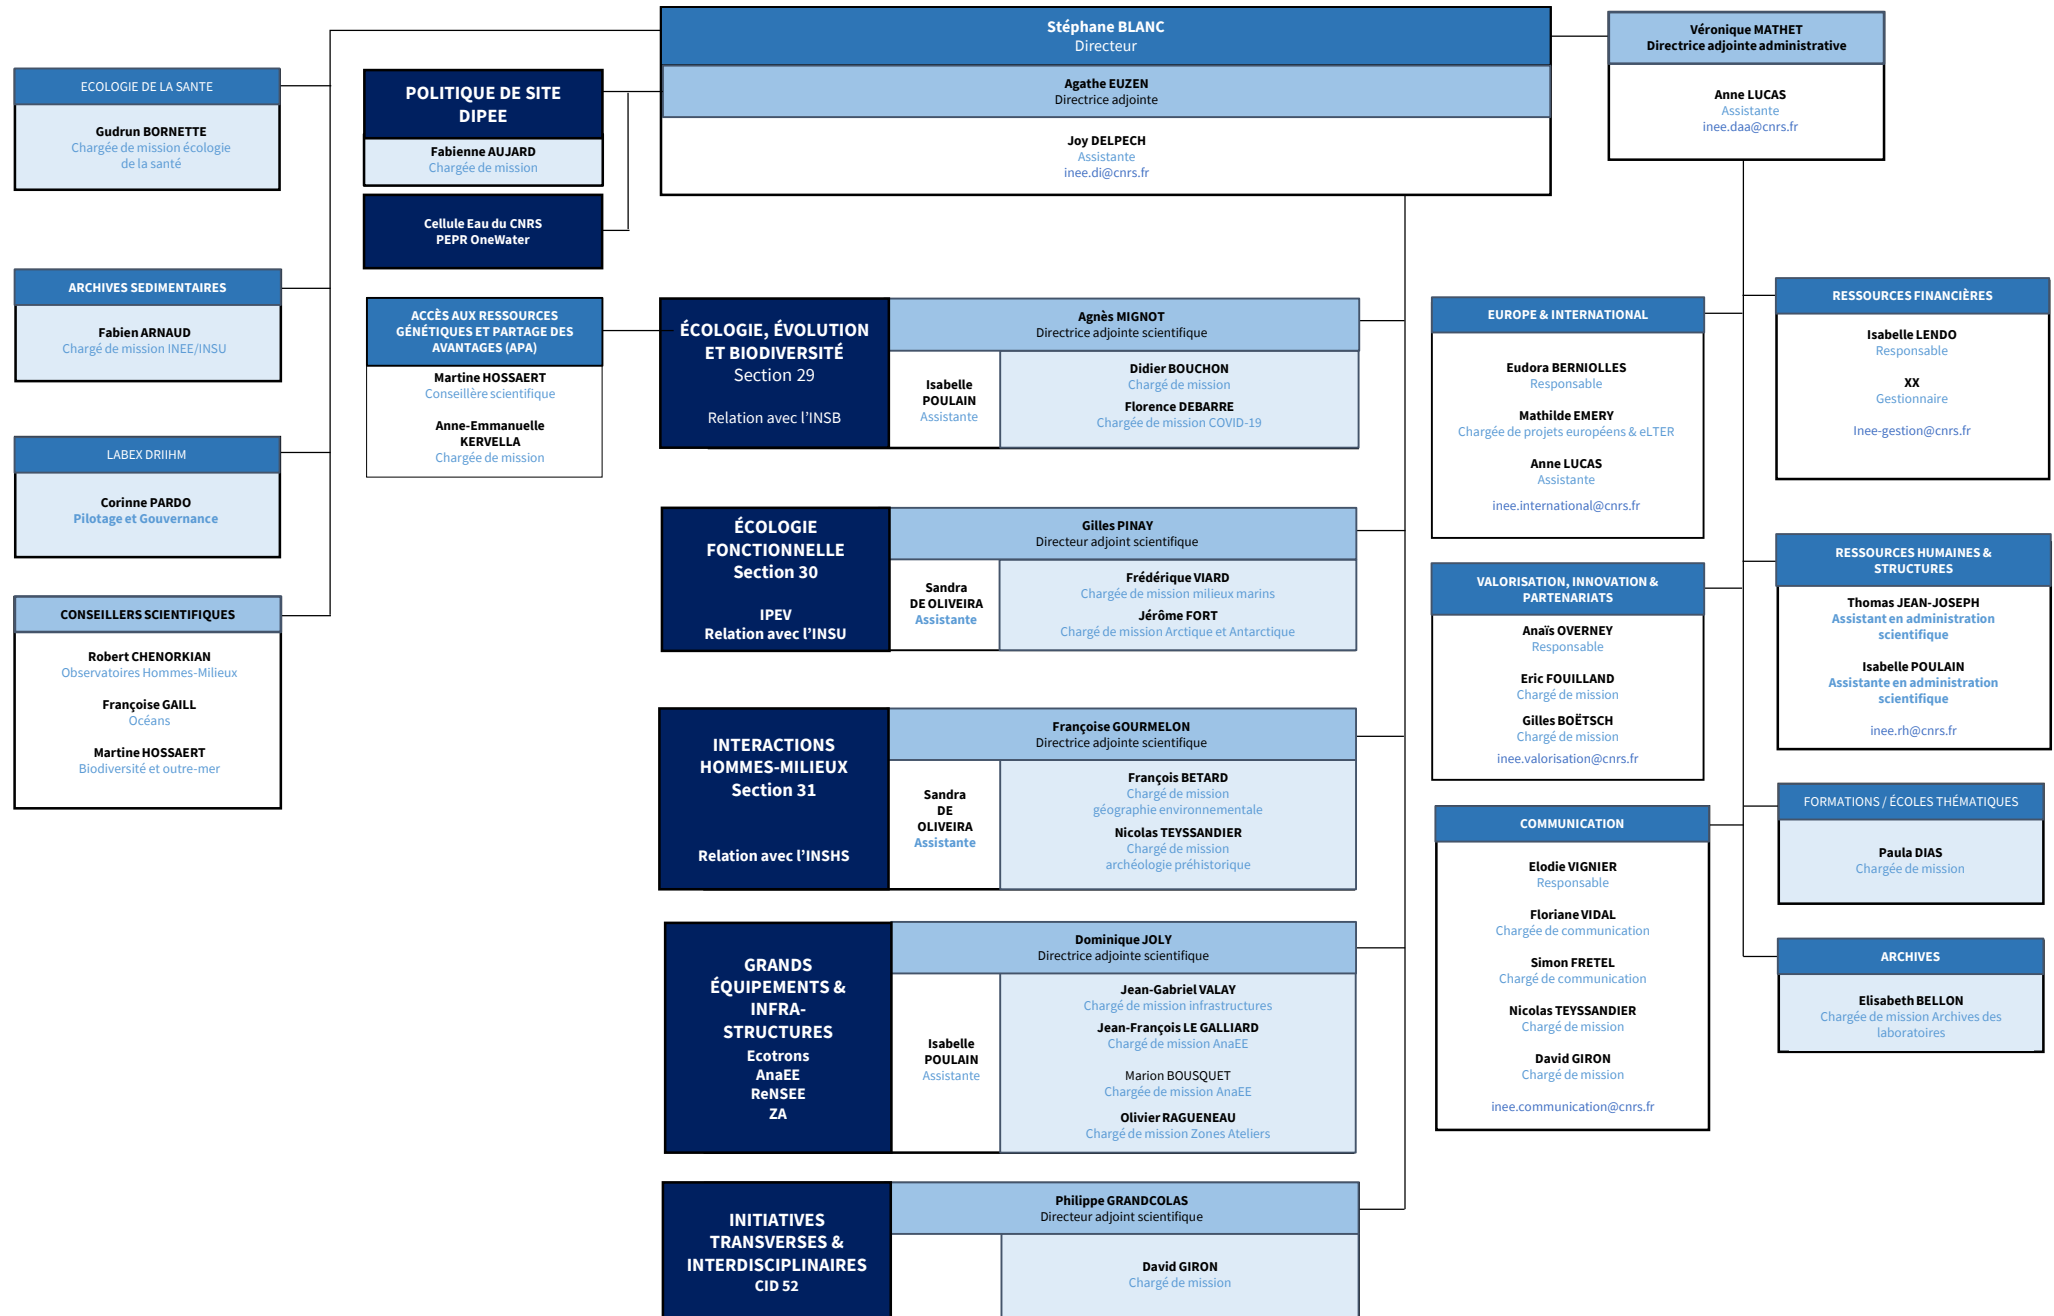 Stéphane BLANC
Directeur
Agathe EUZEN
Directrice adjointe
Joy DELPECH
Assistante
inee.di@cnrs.fr
Véronique MATHET
Directrice adjointe administrative
Anne LUCAS
Assistante
inee.daa@cnrs.fr
ECOLOGIE DE LA SANTE
Gudrun BORNETTE
Chargée de mission écologie
de la santé
POLITIQUE DE SITE
DIPEE
Fabienne AUJARD
Chargée de mission
Cellule Eau du CNRS
PEPR OneWater
ARCHIVES SEDIMENTAIRES
Fabien ARNAUD
Chargé de mission INEE/INSU
LABEX DRIIHM
Corinne PARDO
Pilotage et Gouvernance
CONSEILLERS SCIENTIFIQUES
Robert CHENORKIAN
Observatoires Hommes-Milieux
Françoise GAILL
Océans
Martine HOSSAERT
Biodiversité et outre-mer
ACCÈS AUX RESSOURCES
GÉNÉTIQUES ET PARTAGE DES
AVANTAGES (APA)
Martine HOSSAERT
Conseillère scientifique
Anne-Emmanuelle
KERVELLA
Chargée de mission
ÉCOLOGIE, ÉVOLUTION
ET BIODIVERSITÉ
Section 29
Relation avec l'INSB
Agnès MIGNOT
Directrice adjointe scientifique
Isabelle
POULAIN
Assistante
Didier BOUCHON
Chargé de mission
Florence DEBARRE
Chargée de mission COVID-19
ÉCOLOGIE
FONCTIONNELLE
Section 30
IPEV
Relation avec l'INSU
Gilles PINAY
Directeur adjoint scientifique
Sandra
DE OLIVEIRA
Assistante
Frédérique VIARD
Chargée de mission milieux marins
Jérôme FORT
Chargé de mission Arctique et Antarctique
INTERACTIONS
HOMMES-MILIEUX
Section 31
Relation avec l'INSHS
Françoise GOURMELON
Directrice adjointe scientifique
Sandra
DE
OLIVEIRA
Assistante
François BETARD
Chargé de mission
géographie environnementale
Nicolas TEYSSANDIER
Chargé de mission
archéologie préhistorique
GRANDS
ÉQUIPEMENTS &
INFRA-
STRUCTURES
Ecotrons
AnaEE
ReNSEE
ZA
Dominique JOLY
Directrice adjointe scientifique
Isabelle
POULAIN
Assistante
Jean-Gabriel VALAY
Chargé de mission infrastructures
Jean-François LE GALLIARD
Chargé de mission AnaEE
Marion BOUSQUET
Chargée de mission AnaEE
Olivier RAGUENEAU
Chargé de mission Zones Ateliers
INITIATIVES
TRANSVERSES &
INTERDISCIPLINAIRES
CID 52
Philippe GRANDCOLAS
Directeur adjoint scientifique
David GIRON
Chargé de mission
EUROPE & INTERNATIONAL
Eudora BERNIOLLES
Responsable
Mathilde EMERY
Chargée de projets européens & eLTER
Anne LUCAS
Assistante
inee.international@cnrs.fr
VALORISATION, INNOVATION &
PARTENARIATS
Anaïs OVERNEY
Responsable
Eric FOUILLAND
Chargé de mission
Gilles BOËTSCH
Chargé de mission
inee.valorisation@cnrs.fr
COMMUNICATION
Elodie VIGNIER
Responsable
Floriane VIDAL
Chargée de communication
Simon FRETEL
Chargé de communication
Nicolas TEYSSANDIER
Chargé de mission
David GIRON
Chargé de mission
inee.communication@cnrs.fr
RESSOURCES FINANCIÈRES
Isabelle LENDO
Responsable
XX
Gestionnaire
Inee-gestion@cnrs.fr
RESSOURCES HUMAINES &
STRUCTURES
Thomas JEAN-JOSEPH
Assistant en administration
scientifique
Isabelle POULAIN
Assistante en administration
scientifique
inee.rh@cnrs.fr
FORMATIONS / ÉCOLES THÉMATIQUES
Paula DIAS
Chargée de mission
ARCHIVES
Elisabeth BELLON
Chargée de mission Archives des
laboratoires